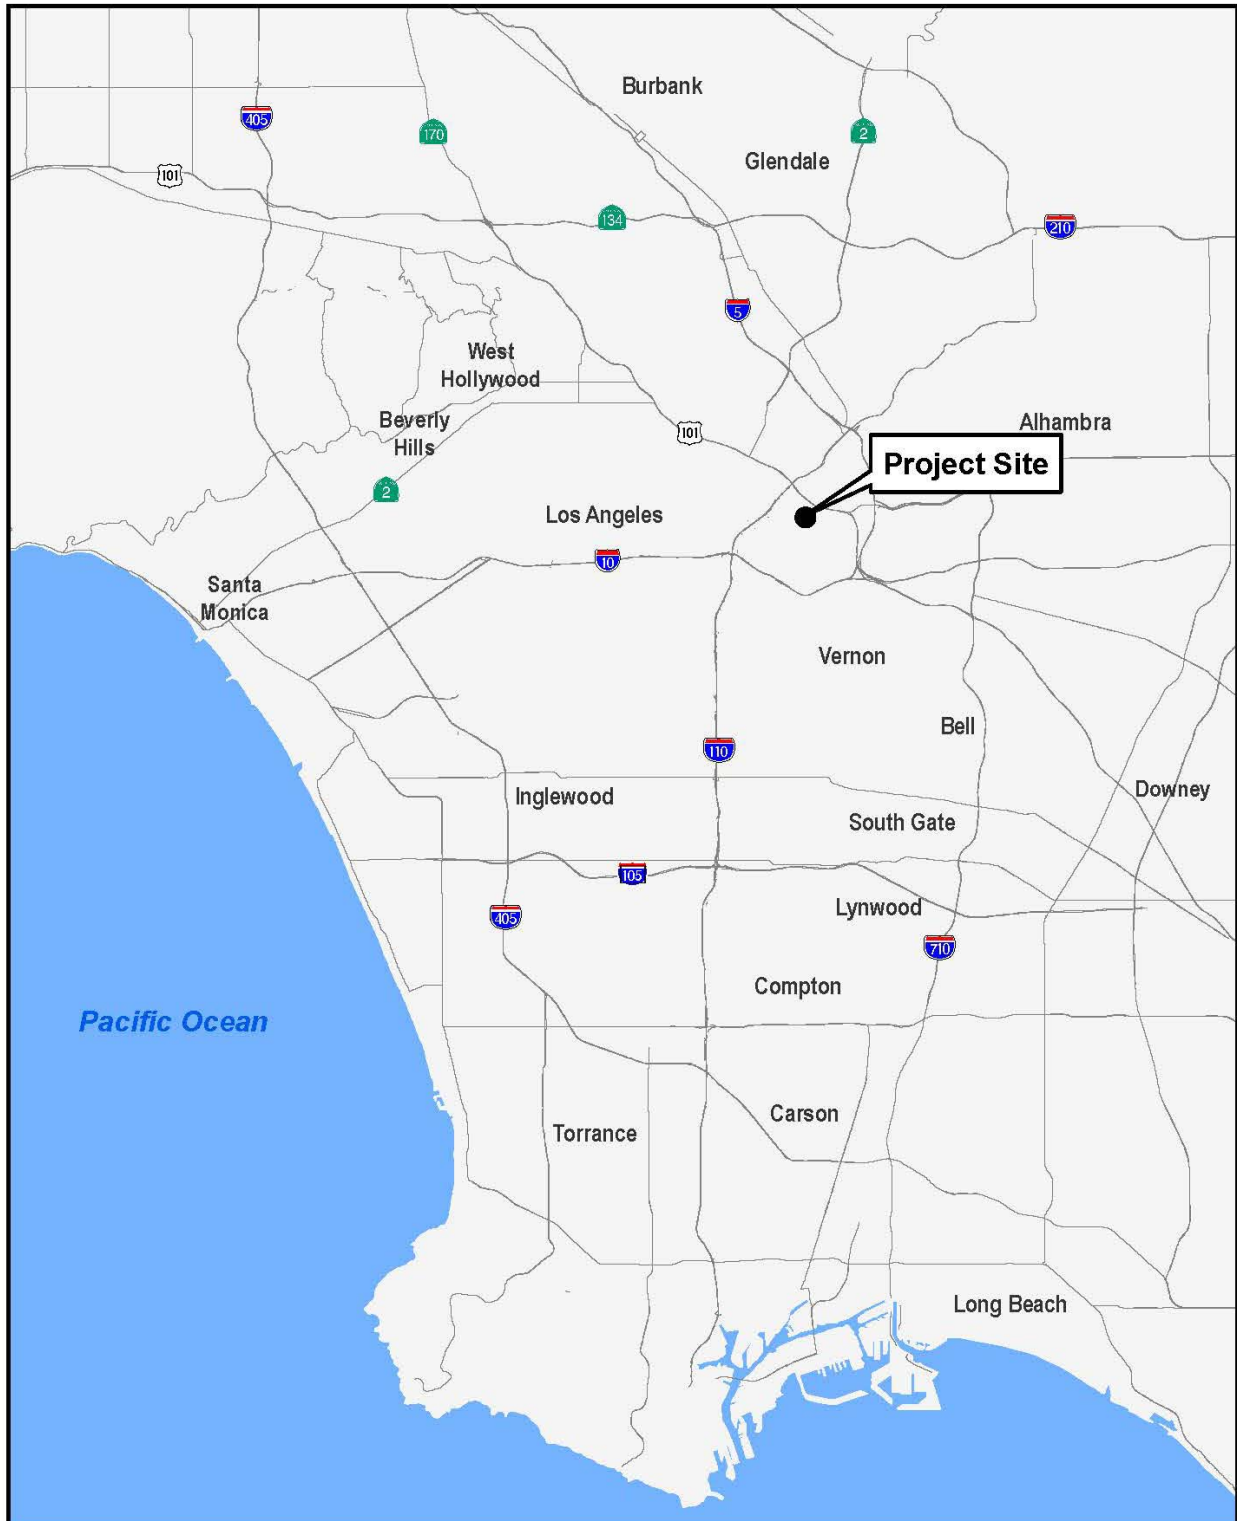 Burbank
405
170
2
Glendale
101
134
210
5
West
Hollywood
Beverly
Hills
Alhambra
101
Project Site
2
Los Angeles
10
Santa
Monica
Vernon
Bell
110
Inglewood
Downey
South Gate
105
Lynwood
405
710
Compton
Pacific Ocean
Carson
Torrance
Long Beach